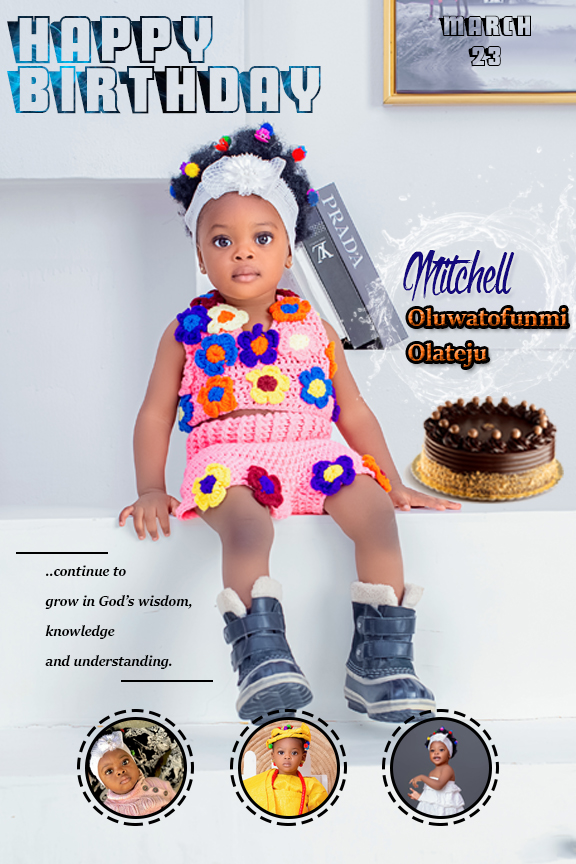 HAPPY
BIRTHDAY
MARCH
23
PRADA
Mitchell
Oluwatofunmi
Olateju
..continue to
grow in God's wisdom,
knowledge
and understanding.